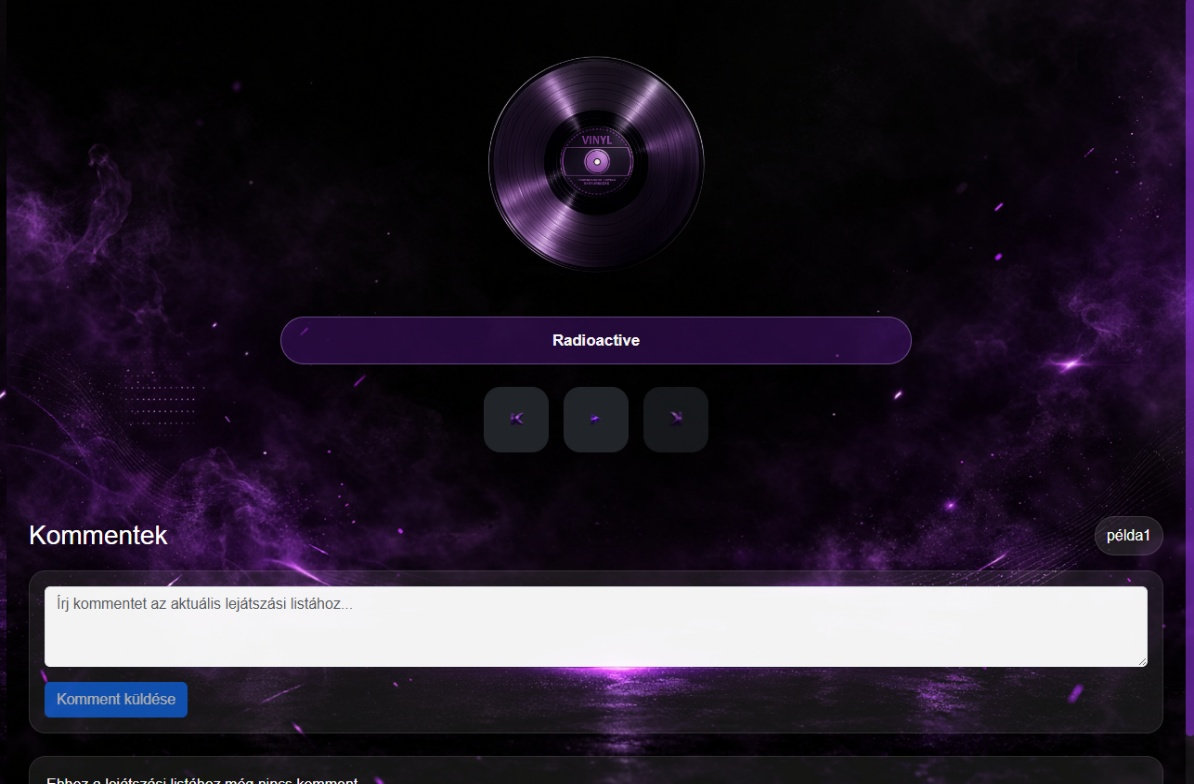 VINYL
Radioactive
Kommentek
példa1
Írj kommentet az aktuális lejátszási listához...
Komment küldése
Ehhez a lejátszási listához még nincs komment.